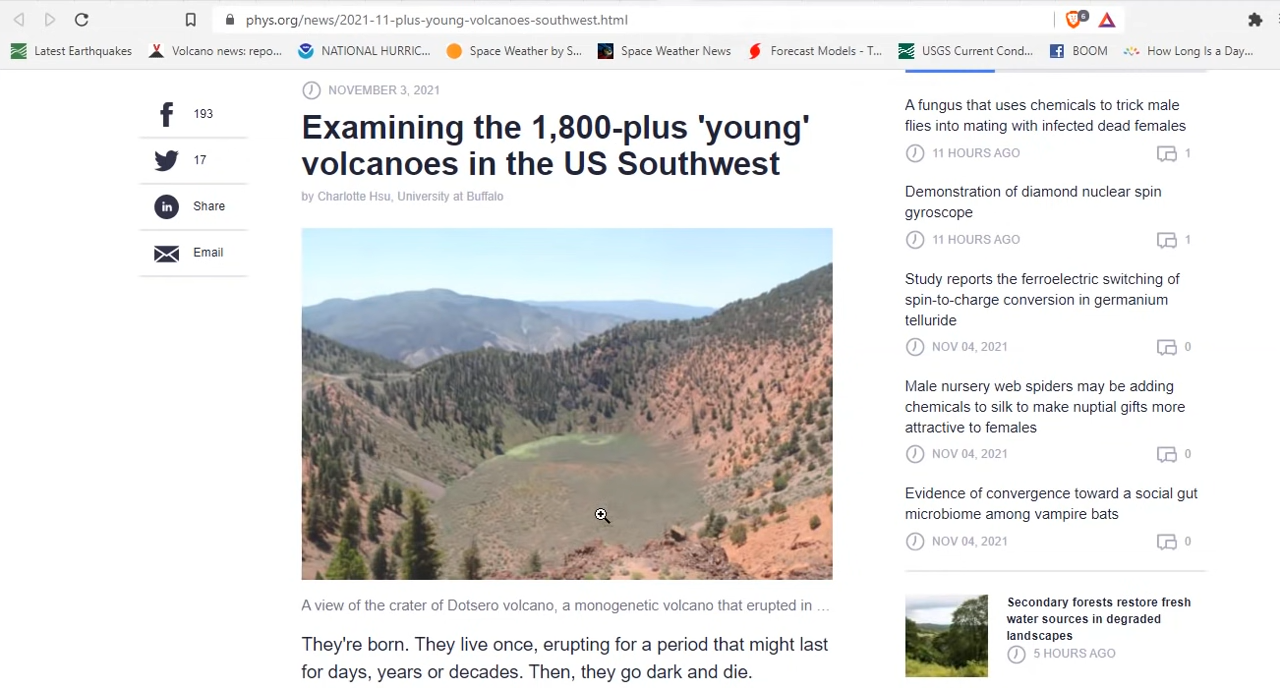 phys.org/news/2021-11-plus-young-volcanoes-southwest.html
6
Latest Earthquakes
Volcano news: repo...
NATIONAL HURRIC...
Space Weather by S...
Space Weather News
Forecast Models - T...
USGS Current Cond...
BOOM
How Long Is a Day...
193
17
Share
Email
NOVEMBER 3, 2021
Examining the 1,800-plus 'young'
volcanoes in the US Southwest
by Charlotte Hsu, University at Buffalo
A view of the crater of Dotsero volcano, a monogenetic volcano that erupted in ...
They're born. They live once, erupting for a period that might last
for days, years or decades. Then, they go dark and die.
A fungus that uses chemicals to trick male
flies into mating with infected dead females
11 HOURS AGO
1
Demonstration of diamond nuclear spin
gyroscope
11 HOURS AGO
1
Study reports the ferroelectric switching of
spin-to-charge conversion in germanium
telluride
NOV 04, 2021
0
Male nursery web spiders may be adding
chemicals to silk to make nuptial gifts more
attractive to females
NOV 04, 2021
0
Evidence of convergence toward a social gut
microbiome among vampire bats
NOV 04, 2021
0
Secondary forests restore fresh
water sources in degraded
landscapes
5 HOURS AGO